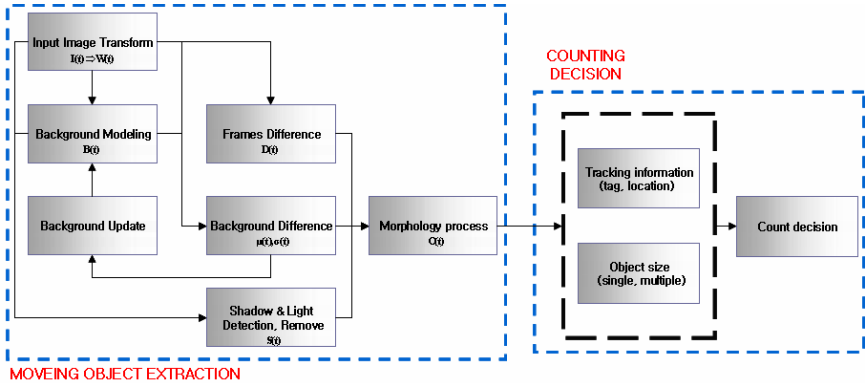 Input Image Transform
I(t) ⇒ W(t)
COUNTING
DECISION
Background Modeling
B(t)
Frames Difference
D(t)
Tracking information
(tag, location)
Background Update
Background Difference
μ(t),σ(t)
Morphology process
O(t)
Count decision
Object size
(single, multiple)
Shadow & Light
Detection, Remove
S(t)
MOVEING OBJECT EXTRACTION